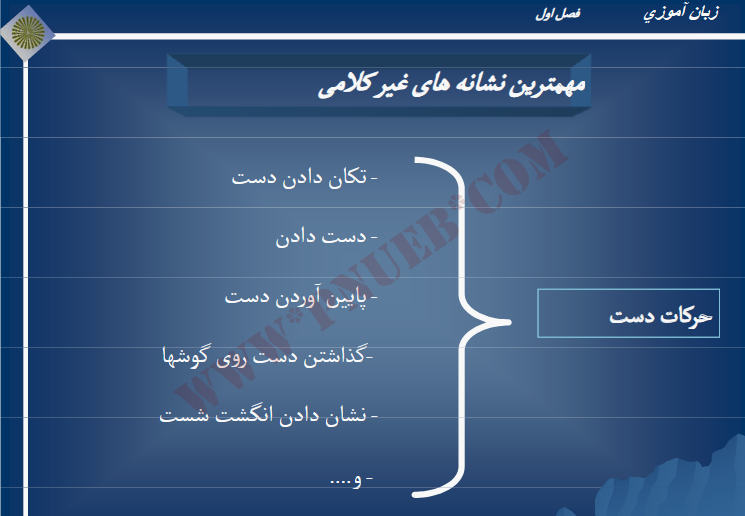 زبان آموزي
فصل اول
مهمترین نشانه های غیر کلامی
- تکان دادن دست
- دست دادن
- پایین آوردن دست
حرکات دست
-گذاشتن دست روی گوشها
- نشان دادن انگشت شست
- و....
WWW*PNUEB*COM